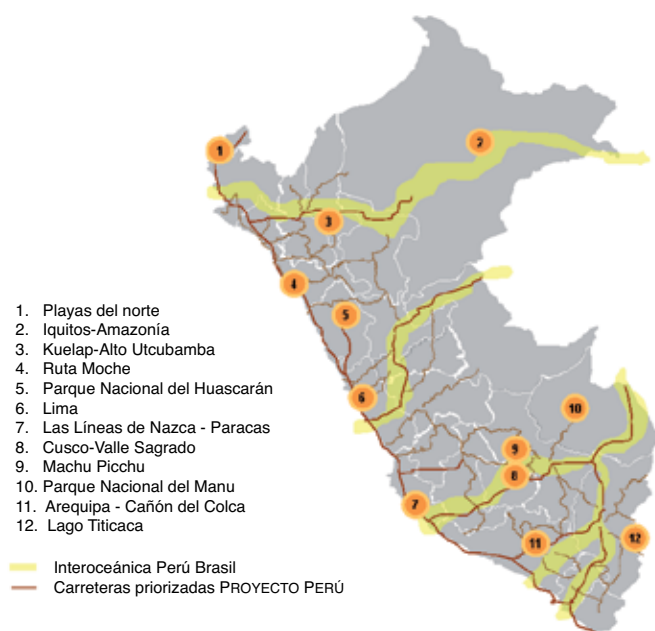 1
2
3
4
5
6
7
8
9
10
11
12
1. Playas del norte
2. Iquitos-Amazonía
3. Kuelap-Alto Utcubamba
4. Ruta Moche
5. Parque Nacional del Huascarán
6. Lima
7. Las Líneas de Nazca - Paracas
8. Cusco-Valle Sagrado
9. Machu Picchu
10. Parque Nacional del Manu
11. Arequipa - Cañón del Colca
12. Lago Titicaca
Interoceánica Perú Brasil
Carreteras priorizadas PROYECTO PERÚ